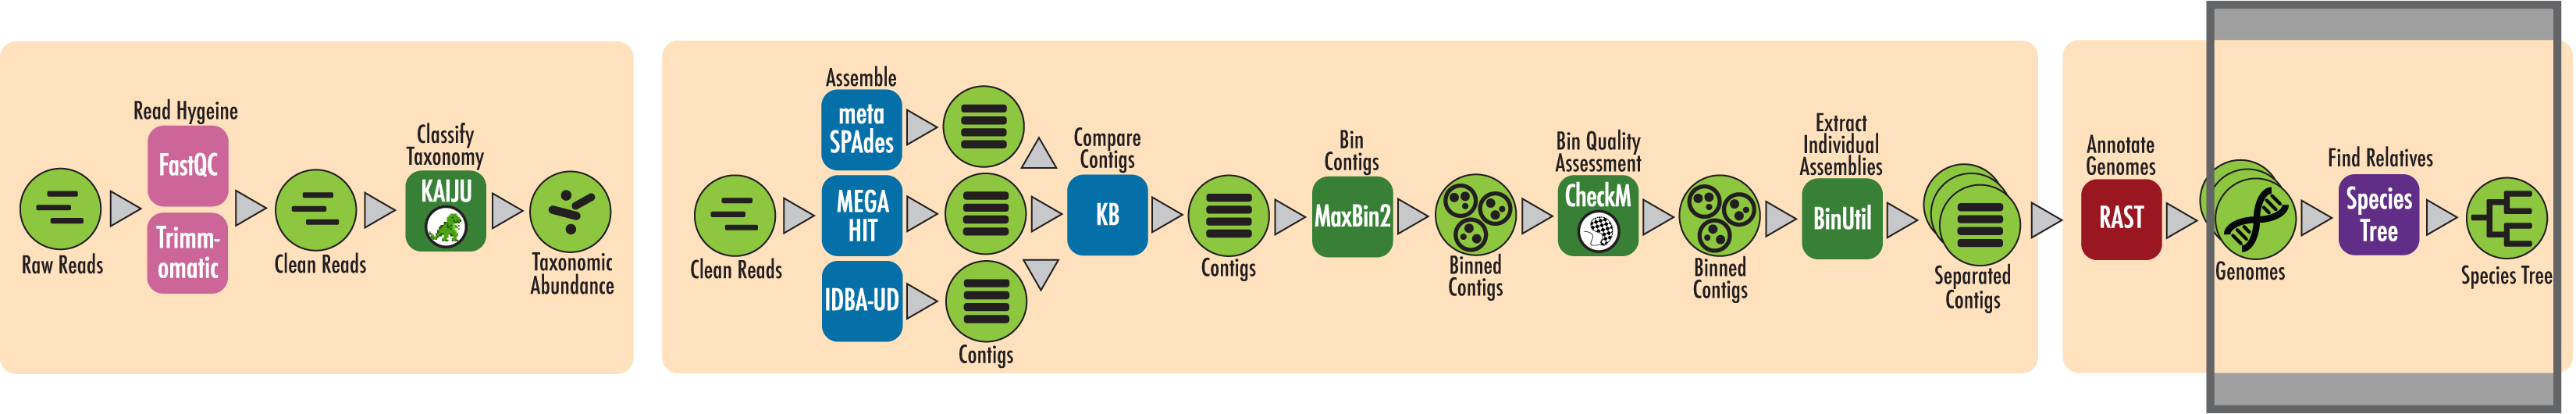 Raw Reads
Read Hygeine
FastQC
Trimm-
omatic
Clean Reads
Classify
Taxonomy
KAIJU
Taxonomic
Abundance
Clean Reads
Assemble
meta
SPAdes
MEGA
HIT
IDBA-UD
Contigs
Compare
Contigs
KB
Contigs
Bin
Contigs
MaxBin2
Binned
Contigs
Bin Quality
Assessment
CheckM
Binned
Contigs
Extract
Individual
Assemblies
BinUtil
Separated
Contigs
Annotate
Genomes
RAST
Genomes
Find Relatives
Species
Tree
Species Tree